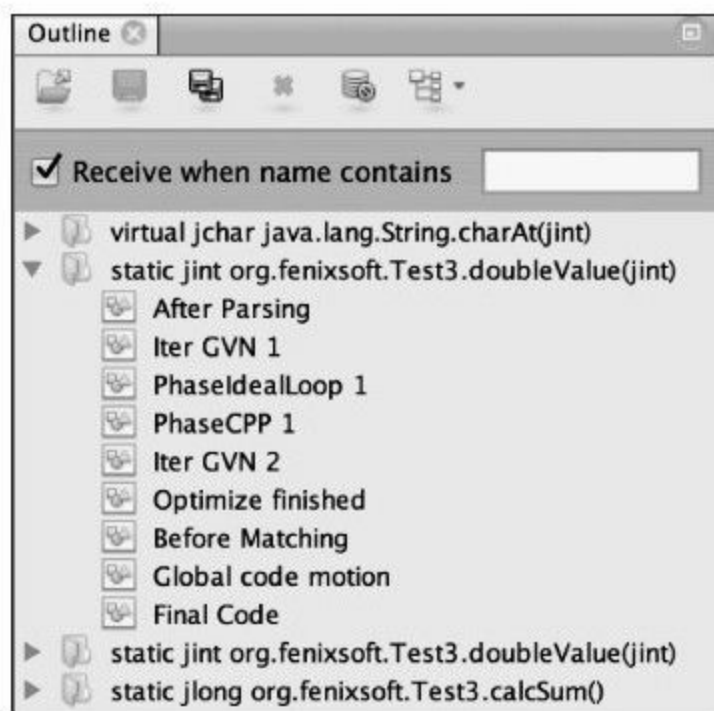 Outline
Receive when name contains
virtual jchar java.lang.String.charAt(jint)
static jint org.fenixsoft.Test3.doubleValue(jint)
After Parsing
Iter GVN 1
PhaseIdealLoop 1
PhaseCPP 1
Iter GVN 2
Optimize finished
Before Matching
Global code motion
Final Code
static jint org.fenixsoft.Test3.doubleValue(jint)
static jlong org.fenixsoft.Test3.calcSum()